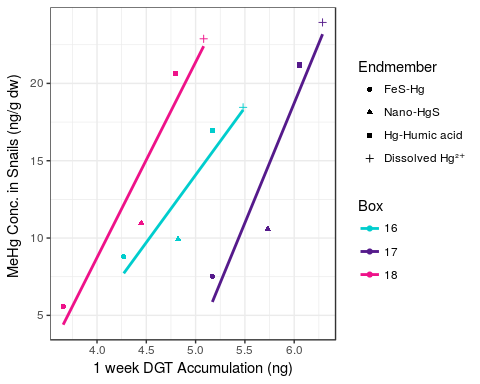 MeHg Conc. in Snails (ng/g dw)
20
15
10
5
4.0 4.5 5.0 5.5 6.0
1 week DGT Accumulation (ng)
Endmember
FeS-Hg
Nano-HgS
Hg-Humic acid
Dissolved Hg²⁺
Box
16
17
18